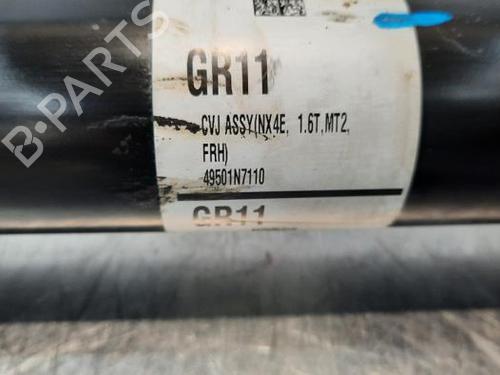 GR11
CVJ ASSY(NX4E, 1.6T,MT2,
FRH)
49501N7110
GR11
B-PARTS